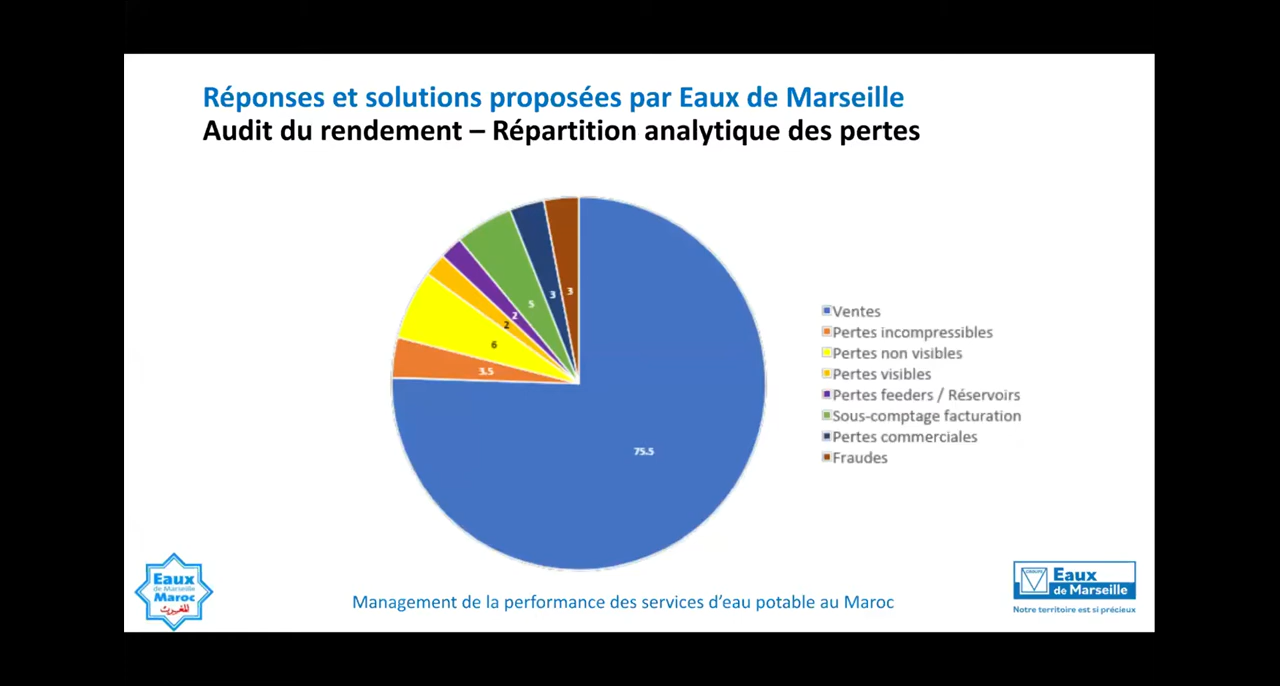 Réponses et solutions proposées par Eaux de Marseille
Audit du rendement – Répartition analytique des pertes
3
3
5
2
2
6
3.5
75.5
Ventes
Pertes incompressibles
Pertes non visibles
Pertes visibles
Pertes feeders / Réservoirs
Sous-comptage facturation
Pertes commerciales
Fraudes
Eaux
de Marseille
Maroc
للمغرب
Management de la performance des services d’eau potable au Maroc
Eaux
de Marseille
Notre territoire est si précieux